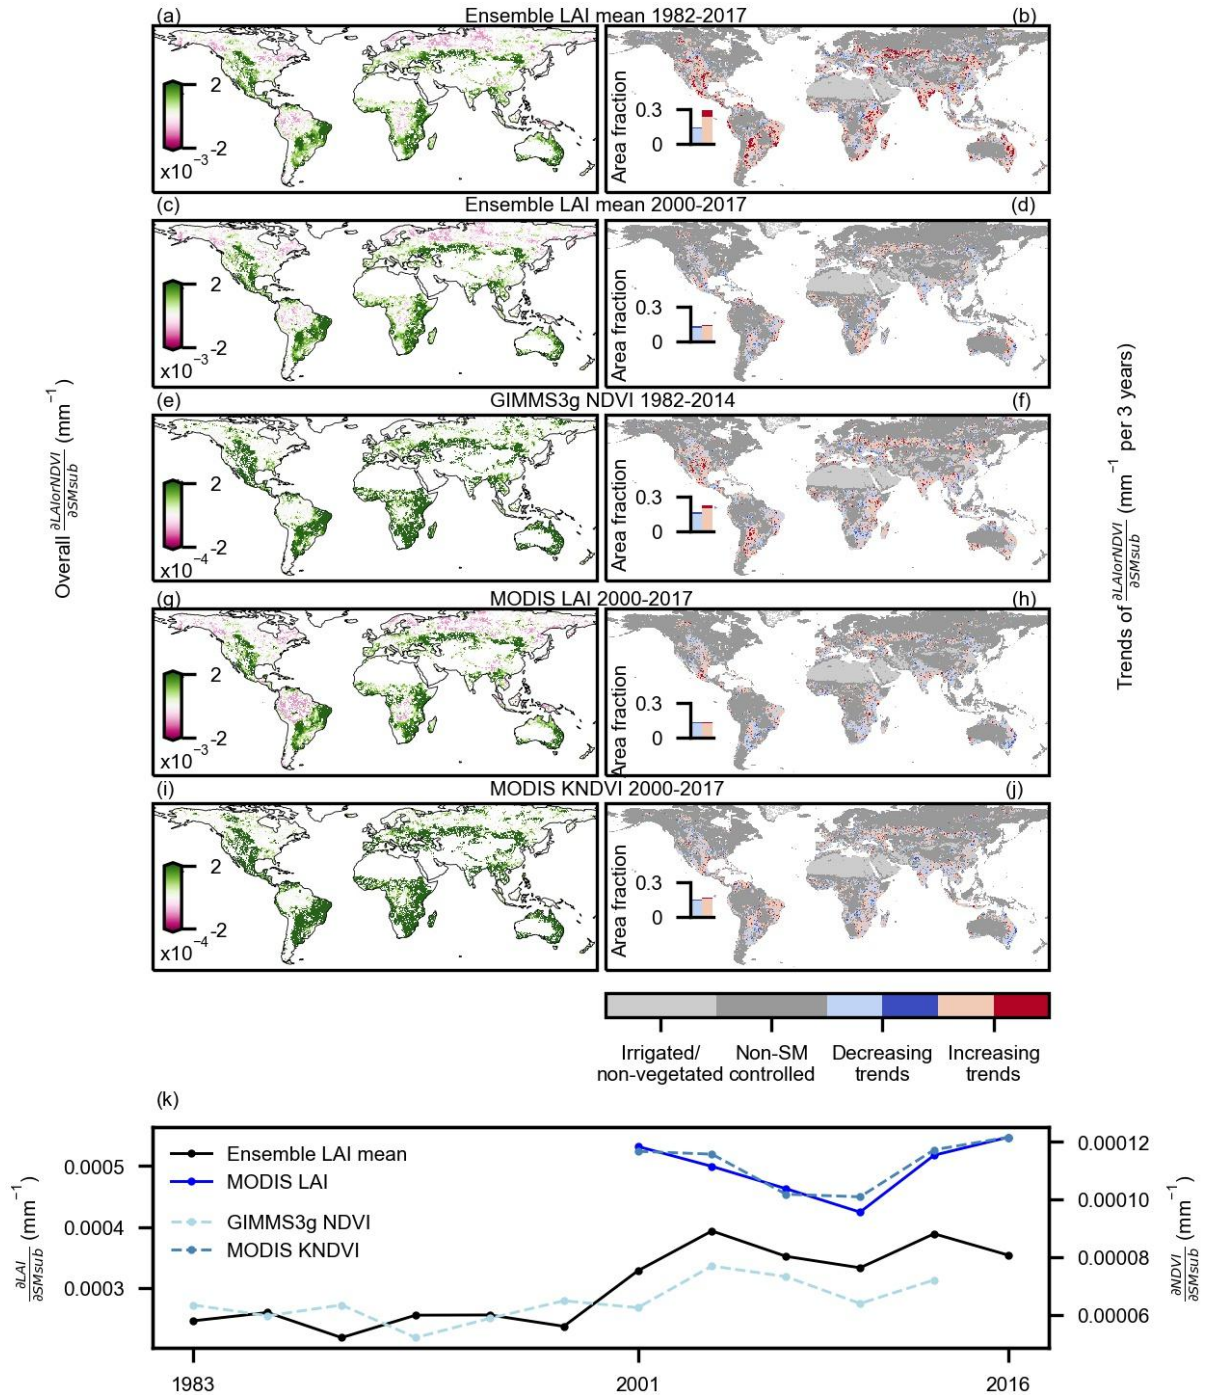 (a) Ensemble LAI mean 1982-2017 (b)
2
-2
x10−3
Area fraction
0.3
0
(c) Ensemble LAI mean 2000-2017 (d)
2
-2
x10−3
Area fraction
0.3
0
(e) GIMMS3g NDVI 1982-2014 (f)
2
-2
x10−4
Area fraction
0.3
0
(g) MODIS LAI 2000-2017 (h)
2
-2
x10−3
Area fraction
0.3
0
(i) MODIS KNDVI 2000-2017 (j)
2
-2
x10−4
Area fraction
0.3
0
Overall ∂LAIorNDVI/∂SMsub (mm−1)
Trends of ∂LAIorNDVI/∂SMsub (mm−1 per 3 years)
Irrigated/
non-vegetated
Non-SM
controlled
Decreasing
trends
Increasing
trends
(k)
∂LAI/∂SMsub (mm−1)
0.0005
0.0004
0.0003
Ensemble LAI mean
MODIS LAI
GIMMS3g NDVI
MODIS KNDVI
0.00012
0.00010
0.00008
0.00006
∂NDVI/∂SMsub (mm−1)
1983
2001
2016